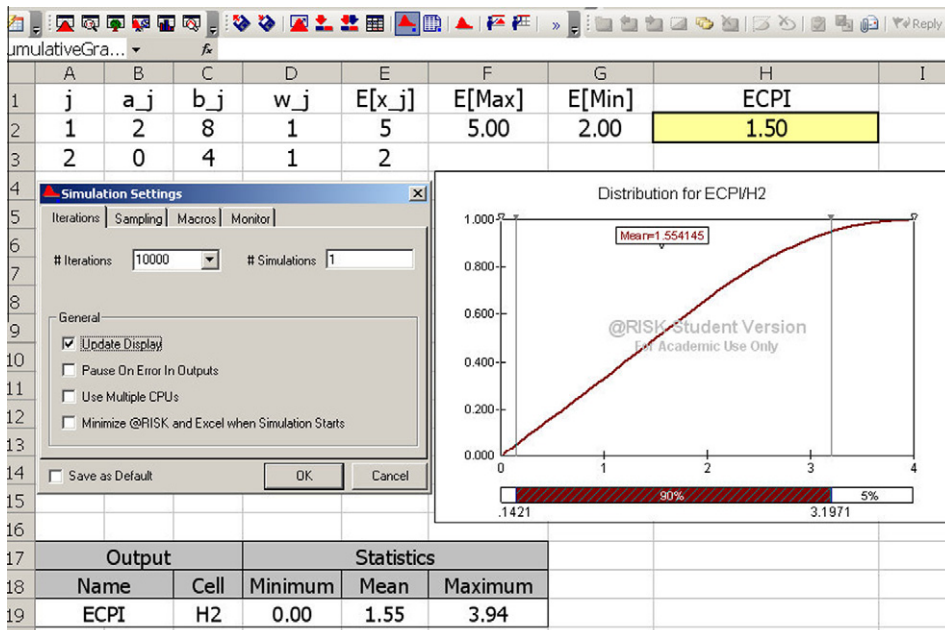 Reply
umulativeGra... fx
A B C D E F G H I
1 j a_j b_j w_j E[x_j] E[Max] E[Min] ECPI
2 1 2 8 1 5 5.00 2.00 1.50
3 2 0 4 1 2
4
5
6
7
8
9
10
11
12
13
14
15
16
Simulation Settings
Iterations Sampling Macros Monitor
# Iterations 10000 # Simulations 1
General
Update Display
Pause On Error In Outputs
Use Multiple CPUs
Minimize @RISK and Excel when Simulation Starts
Save as Default OK Cancel
Distribution for ECPI/H2
1.000
Mean=1.554145
0.800
0.600
@RISK Student Version
For Academic Use Only
0.400
0.200
0.000
0 1 2 3 4
90% 5%
.1421 3.1971
17 Output Statistics
18 Name Cell Minimum Mean Maximum
19 ECPI H2 0.00 1.55 3.94